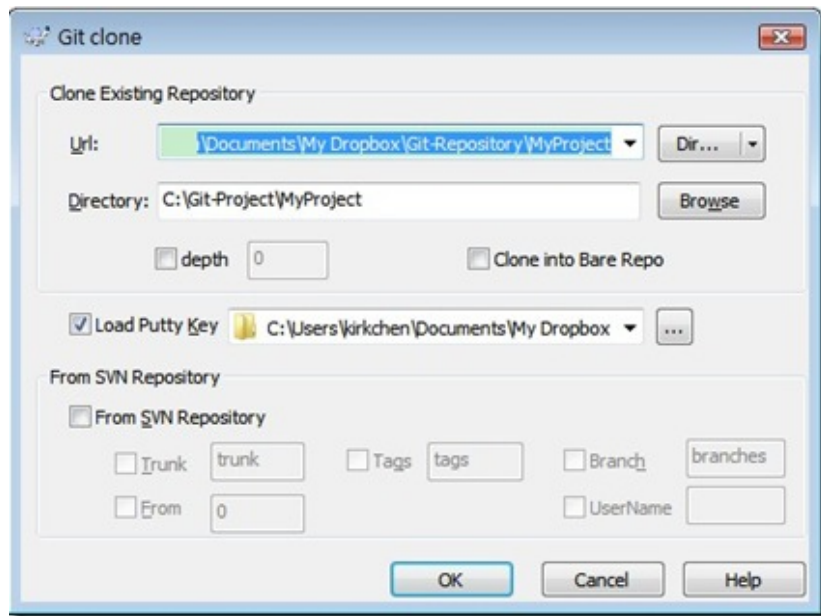 Git clone
Clone Existing Repository
Url: \Documents\My Dropbox\Git-Repository\MyProject Dir...
Directory: C:\Git-Project\MyProject Browse
depth 0 Clone into Bare Repo
Load Putty Key C:\Users\kirkchen\Documents\My Dropbox ...
From SVN Repository
From SVN Repository
Trunk trunk Tags tags Branch branches
From 0 UserName
OK Cancel Help